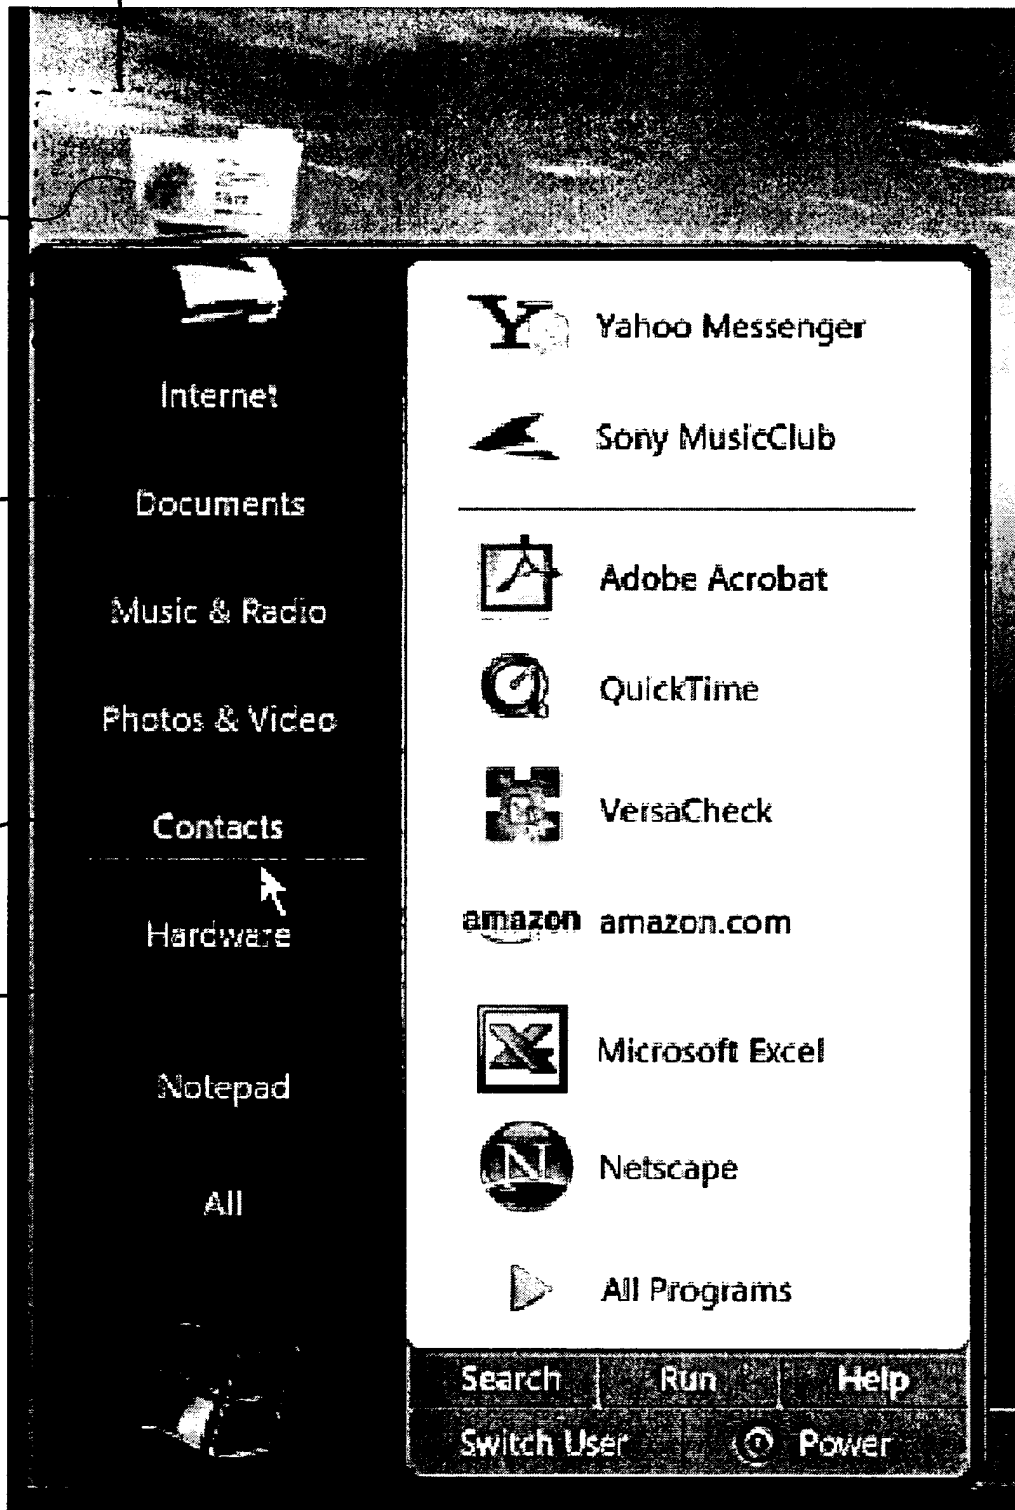 Internet
Documents
Music & Radio
Photos & Video
Contacts
Hardware
Notepad
All
Yahoo Messenger
Sony MusicClub
Adobe Acrobat
QuickTime
VersaCheck
amazon amazon.com
Microsoft Excel
Netscape
All Programs
Search Run Help
Switch User Power